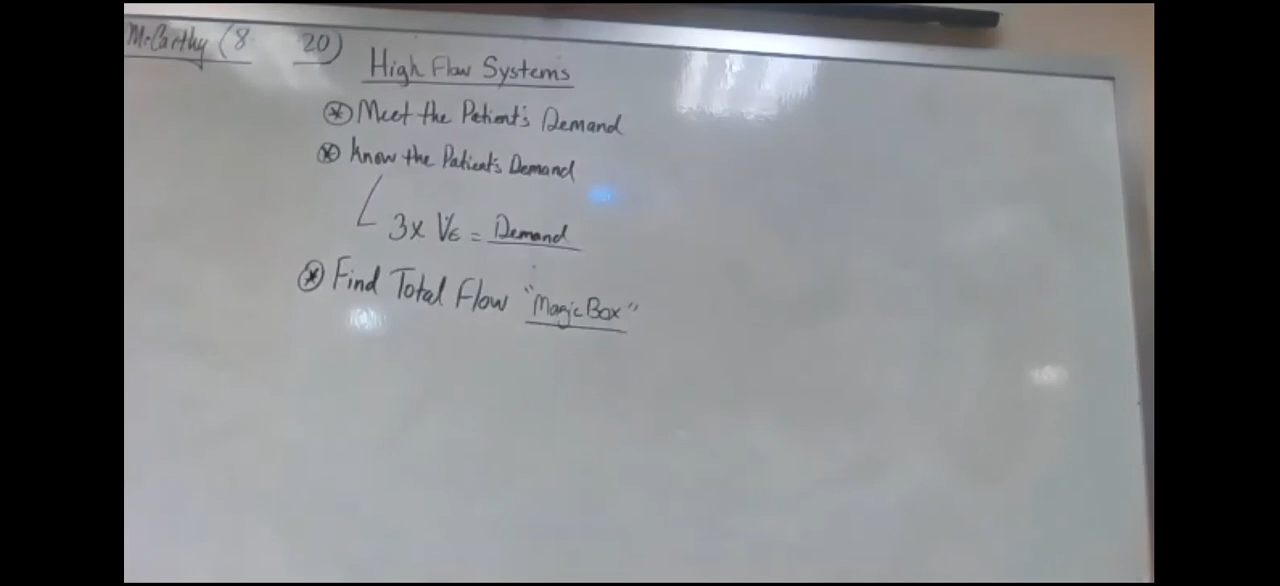 McCarthy (8 20)
High Flow Systems
⊛ Meet the Patient's Demand
⊛ Know the Patient's Demand
3x V̇E = Demand
⊛ Find Total Flow "Magic Box"